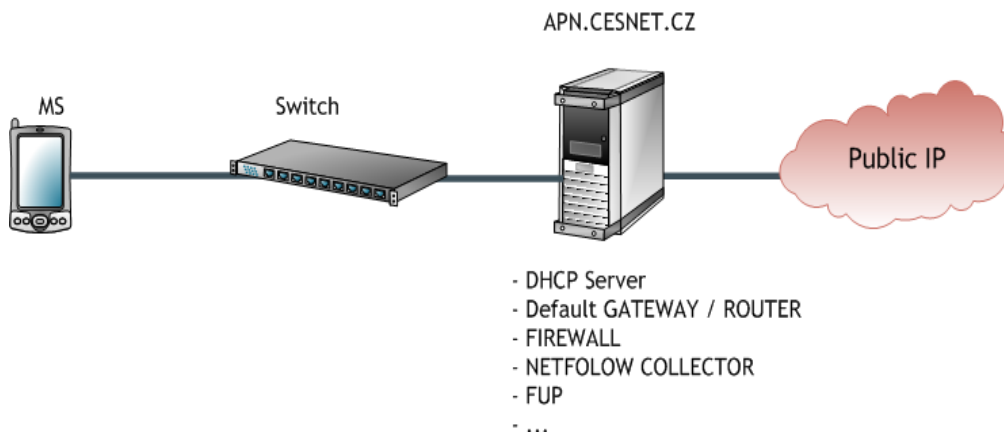 APN.CESNET.CZ
MS
Switch
Public IP
- DHCP Server
- Default GATEWAY / ROUTER
- FIREWALL
- NETFOLOW COLLECTOR
- FUP
- ...